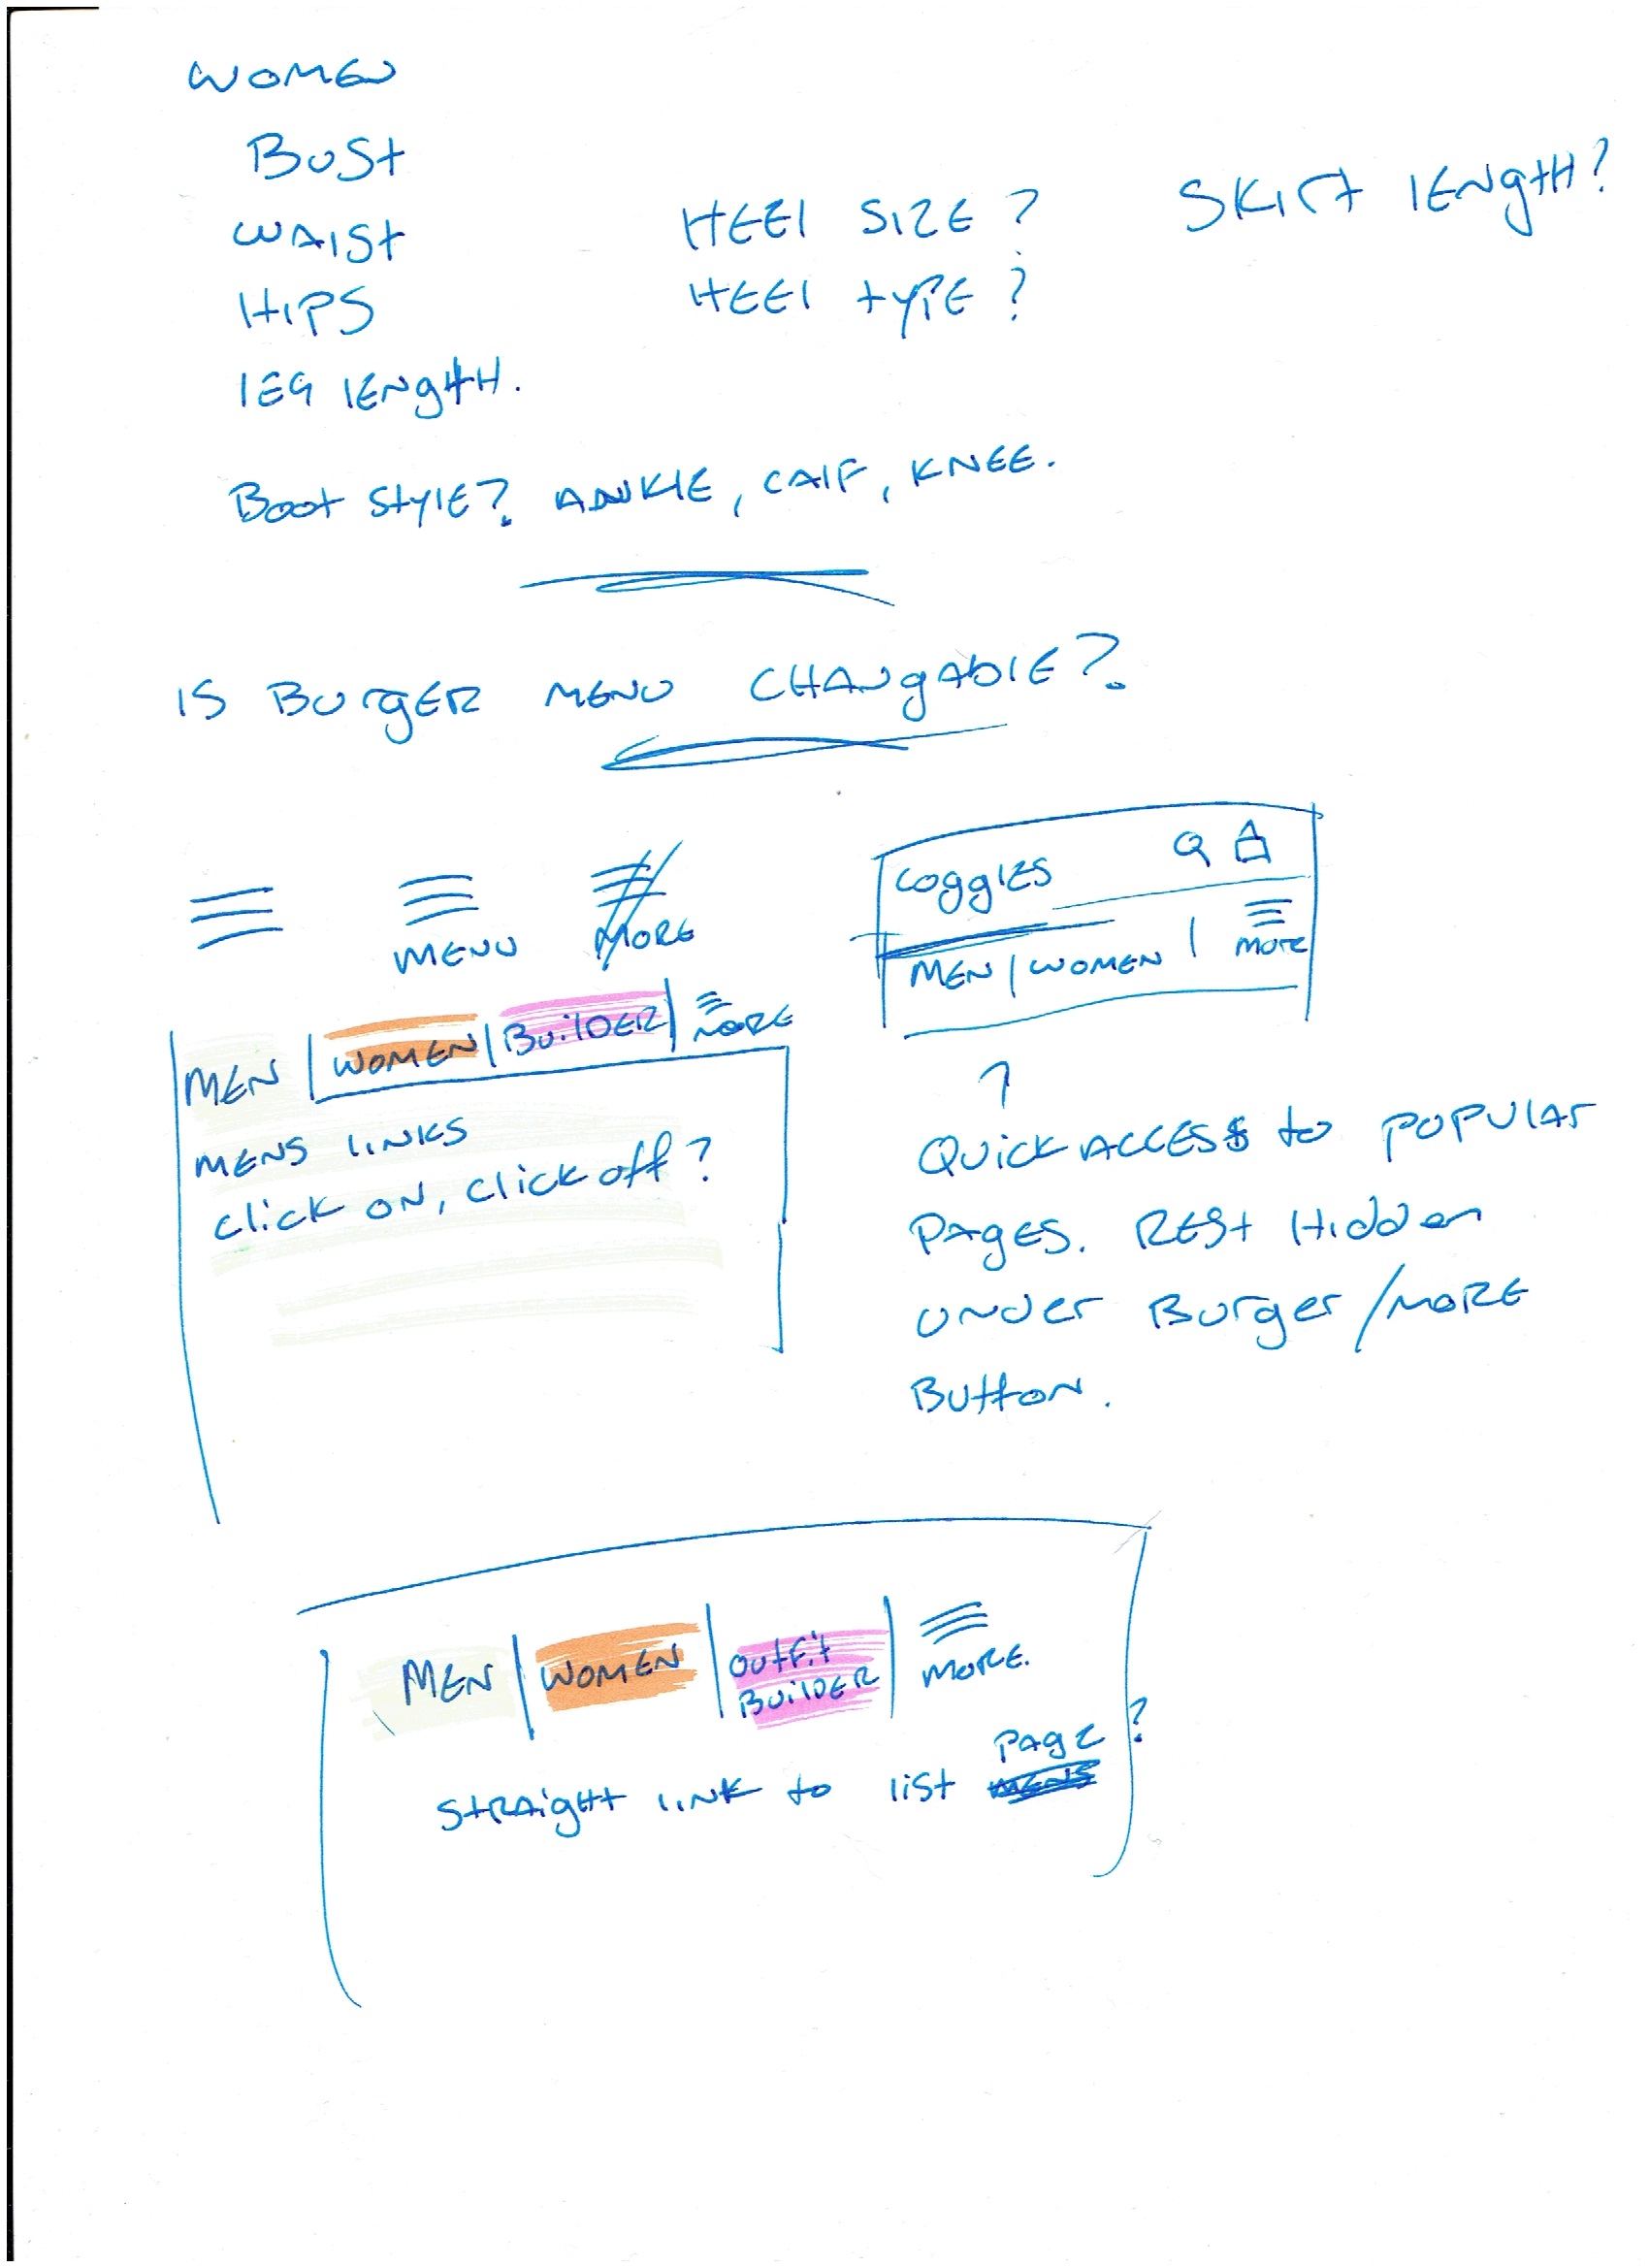 WOMEN
BUSt
WAISt
HIPS
lEG lENgtH.
HEEl SIZE?
HEEl tyPE?
SKIrt lENgtH?
Boot StylE? ANKlE, CAlF, KNEE.
IS BUrgER MENU CHANgAblE?
MENU
MORE
coggles
MEN | WOMEN | MORE
MEN | WOMEN | BUilDER | MORE
MENS lINKS
click ON, click off?
QUICK ACCESS to POPUlAr
PAgES. REST Hidden
UNDer BUrger / MORE
BUttON.
MEN | WOMEN | OUtFit BUilDER | MORE.
StRAigHt lINK to list PAgE?